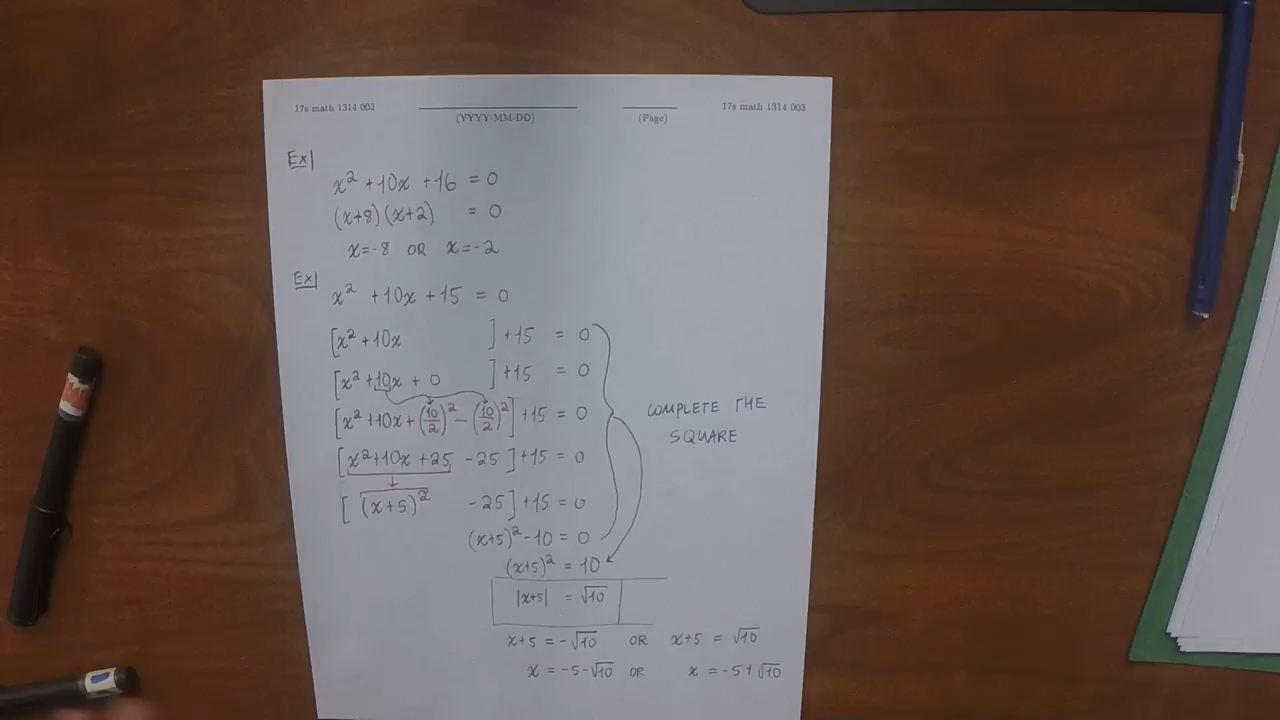 17s math 1314 003 (YYYY-MM-DD) (Page) 17s math 1314 003
Ex|
x² + 10x + 16 = 0
(x+8)(x+2) = 0
x=-8 OR x=-2
Ex|
x² + 10x + 15 = 0
[x² + 10x ] + 15 = 0
[x² + 10x + 0 ] + 15 = 0
[x² + 10x + (10/2)² - (10/2)²] + 15 = 0
COMPLETE THE
SQUARE
[x² + 10x + 25 - 25] + 15 = 0
↓
[(x+5)² - 25] + 15 = 0
(x+5)² - 10 = 0
(x+5)² = 10
|x+5| = √10
x+5 = -√10 OR x+5 = √10
x = -5-√10 OR x = -5+√10